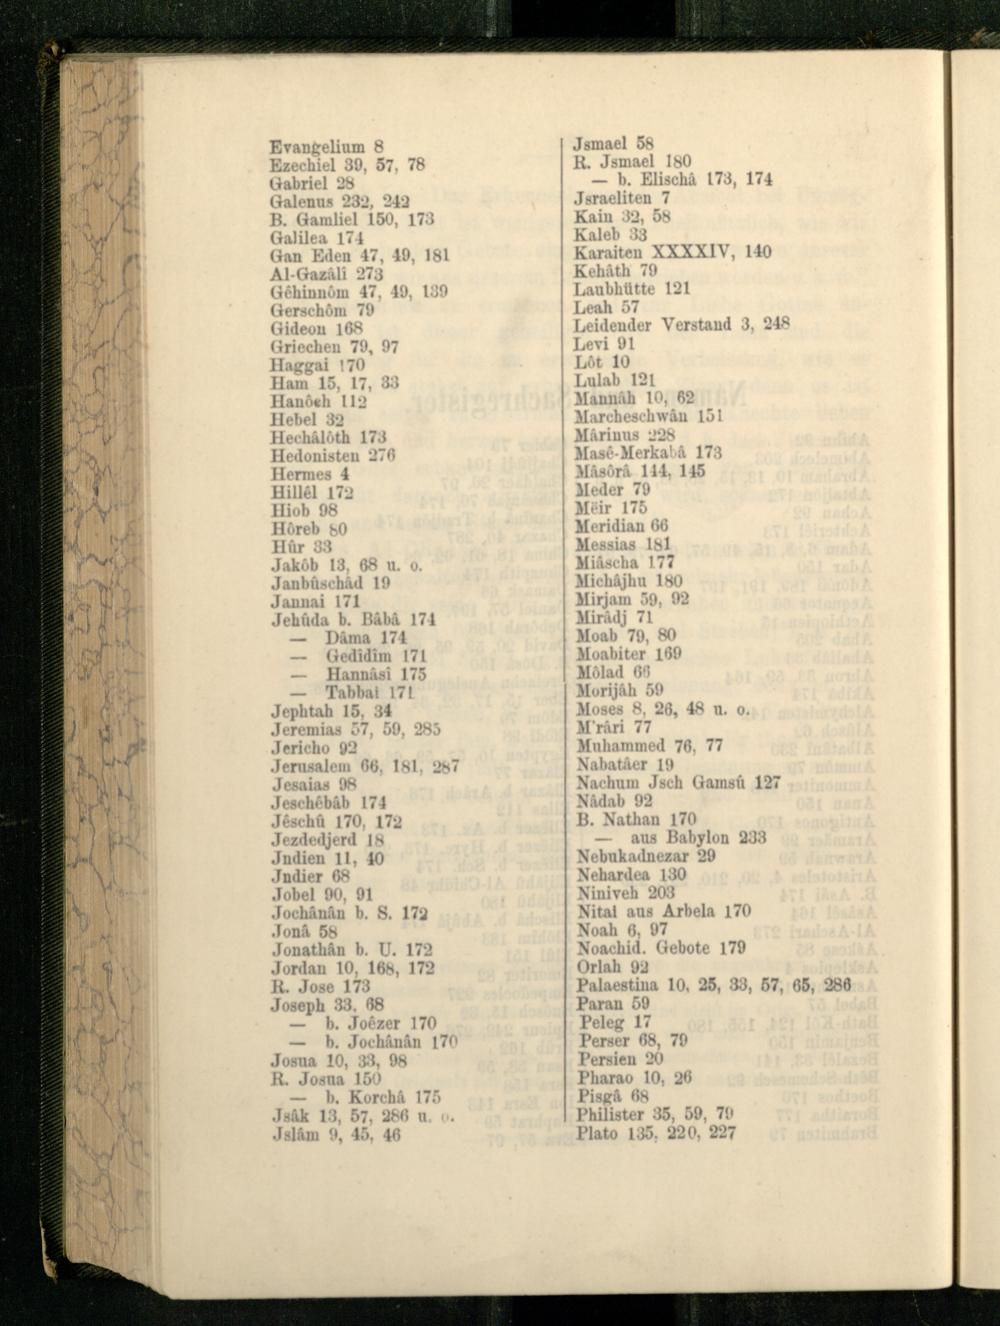 Evangelium 8
Ezechiel 39, 57, 78
Gabriel 28
Galenus 232, 242
B. Gamliel 150, 173
Galilea 174
Gan Eden 47, 49, 181
Al-Gazâlî 273
Gêhinnôm 47, 49, 139
Gerschôm 79
Gideon 168
Griechen 79, 97
Haggai 170
Ham 15, 17, 33
Hanôch 112
Hebel 32
Hechâlôth 173
Hedonisten 276
Hermes 4
Hillêl 172
Hiob 98
Hôreb 80
Hûr 33
Jakôb 13, 68 u. o.
Janbûschâd 19
Jannai 171
Jehûda b. Bâbâ 174
— Dâma 174
— Gedidîm 171
— Hannâsî 175
— Tabbai 171
Jephtah 15, 34
Jeremias 57, 59, 285
Jericho 92
Jerusalem 66, 181, 287
Jesaias 98
Jeschêbâb 174
Jêschû 170, 172
Jezdedjerd 18
Jndien 11, 40
Jndier 68
Jobel 90, 91
Jochânân b. S. 172
Jonâ 58
Jonathân b. U. 172
Jordan 10, 168, 172
R. Jose 173
Joseph 33, 68
— b. Joêzer 170
— b. Jochânân 170
Josua 10, 33, 98
R. Josua 150
— b. Korchâ 175
Jsâk 13, 57, 286 u. o.
Jslâm 9, 45, 46
Jsmael 58
R. Jsmael 180
— b. Elischâ 173, 174
Jsraeliten 7
Kain 32, 58
Kaleb 33
Karaiten XXXXIV, 140
Kehâth 79
Laubhütte 121
Leah 57
Leidender Verstand 3, 248
Levi 91
Lôt 10
Lulab 121
Mannâh 10, 62
Marcheschwân 151
Mârinus 228
Masê-Merkabâ 173
Mâsôrâ 144, 145
Meder 79
Mëir 175
Meridian 66
Messias 181
Miâscha 177
Michâjhu 180
Mirjam 59, 92
Mirâdj 71
Moab 79, 80
Moabiter 169
Môlad 66
Morijâh 59
Moses 8, 26, 48 u. o.
M'râri 77
Muhammed 76, 77
Nabatâer 19
Nachum Jsch Gamsû 127
Nâdab 92
B. Nathan 170
— aus Babylon 233
Nebukadnezar 29
Nehardea 130
Niniveh 203
Nitai aus Arbela 170
Noah 6, 97
Noachid. Gebote 179
Orlah 92
Palaestina 10, 25, 33, 57, 65, 286
Paran 59
Peleg 17
Perser 68, 79
Persien 20
Pharao 10, 26
Pisgâ 68
Philister 35, 59, 79
Plato 135, 220, 227